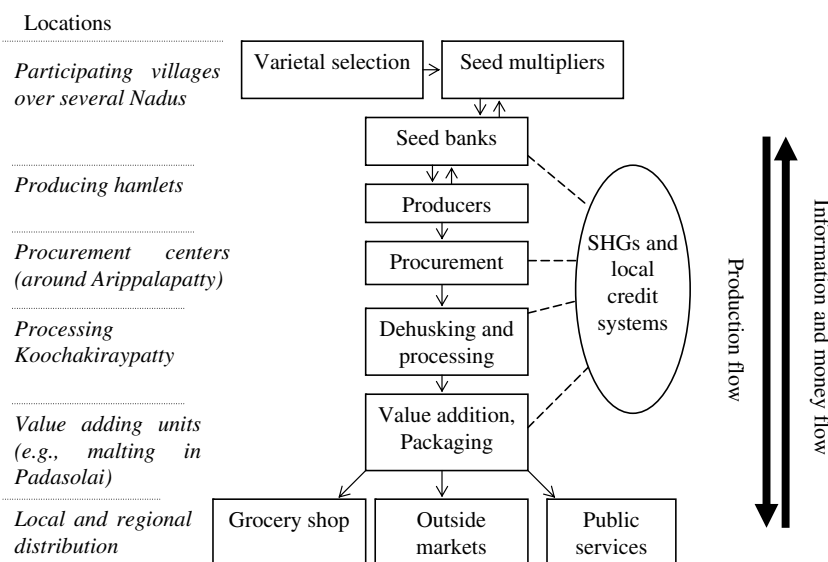 Locations
Participating villages
over several Nadus
Varietal selection
Seed multipliers
Seed banks
Producing hamlets
Producers
Procurement centers
(around Arippalapatty)
Procurement
SHGs and
local
credit
systems
Processing
Koochakiraypatty
Dehusking and
processing
Value adding units
(e.g., malting in
Padasolai)
Value addition,
Packaging
Local and regional
distribution
Grocery shop
Outside
markets
Public
services
Production flow
Information and money flow